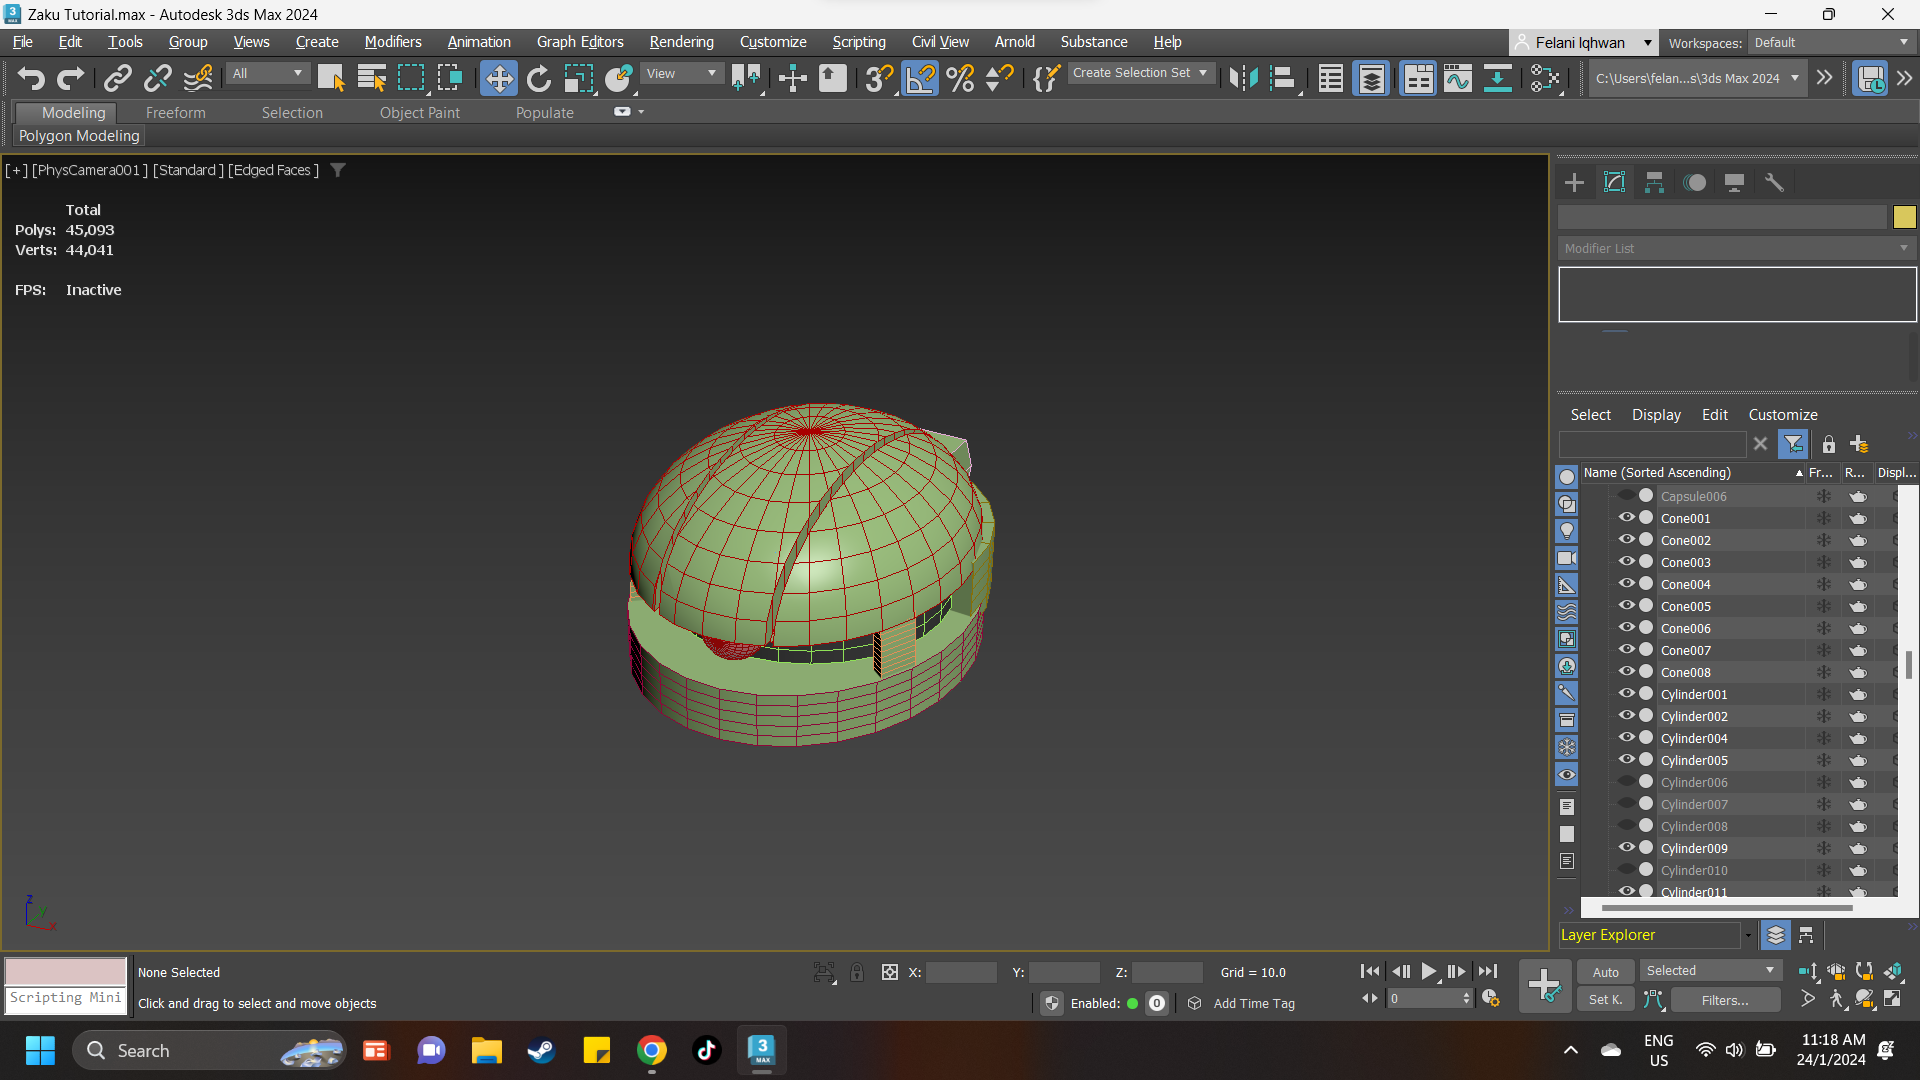 Zaku Tutorial.max - Autodesk 3ds Max 2024
File Edit Tools Group Views Create Modifiers Animation Graph Editors Rendering Customize Scripting Civil View Arnold Substance Help
Felani Iqhwan Workspaces: Default
All View Create Selection Set C:\Users\felan...s\3ds Max 2024
Modeling Freeform Selection Object Paint Populate
Polygon Modeling
[+] [PhysCamera001] [Standard] [Edged Faces]
Total
Polys: 45,093
Verts: 44,041
FPS: Inactive
Modifier List
Select Display Edit Customize
Name (Sorted Ascending) Fr... R... Displ...
Capsule006
Cone001
Cone002
Cone003
Cone004
Cone005
Cone006
Cone007
Cone008
Cylinder001
Cylinder002
Cylinder004
Cylinder005
Cylinder006
Cylinder007
Cylinder008
Cylinder009
Cylinder010
Cylinder011
z y x
Layer Explorer
Scripting Mini
None Selected
X: Y: Z: Grid = 10.0
Click and drag to select and move objects
Enabled: 0 Add Time Tag
0
Auto Selected
Set K. Filters...
Search
3 MAX
ENG
US
11:18 AM
24/1/2024